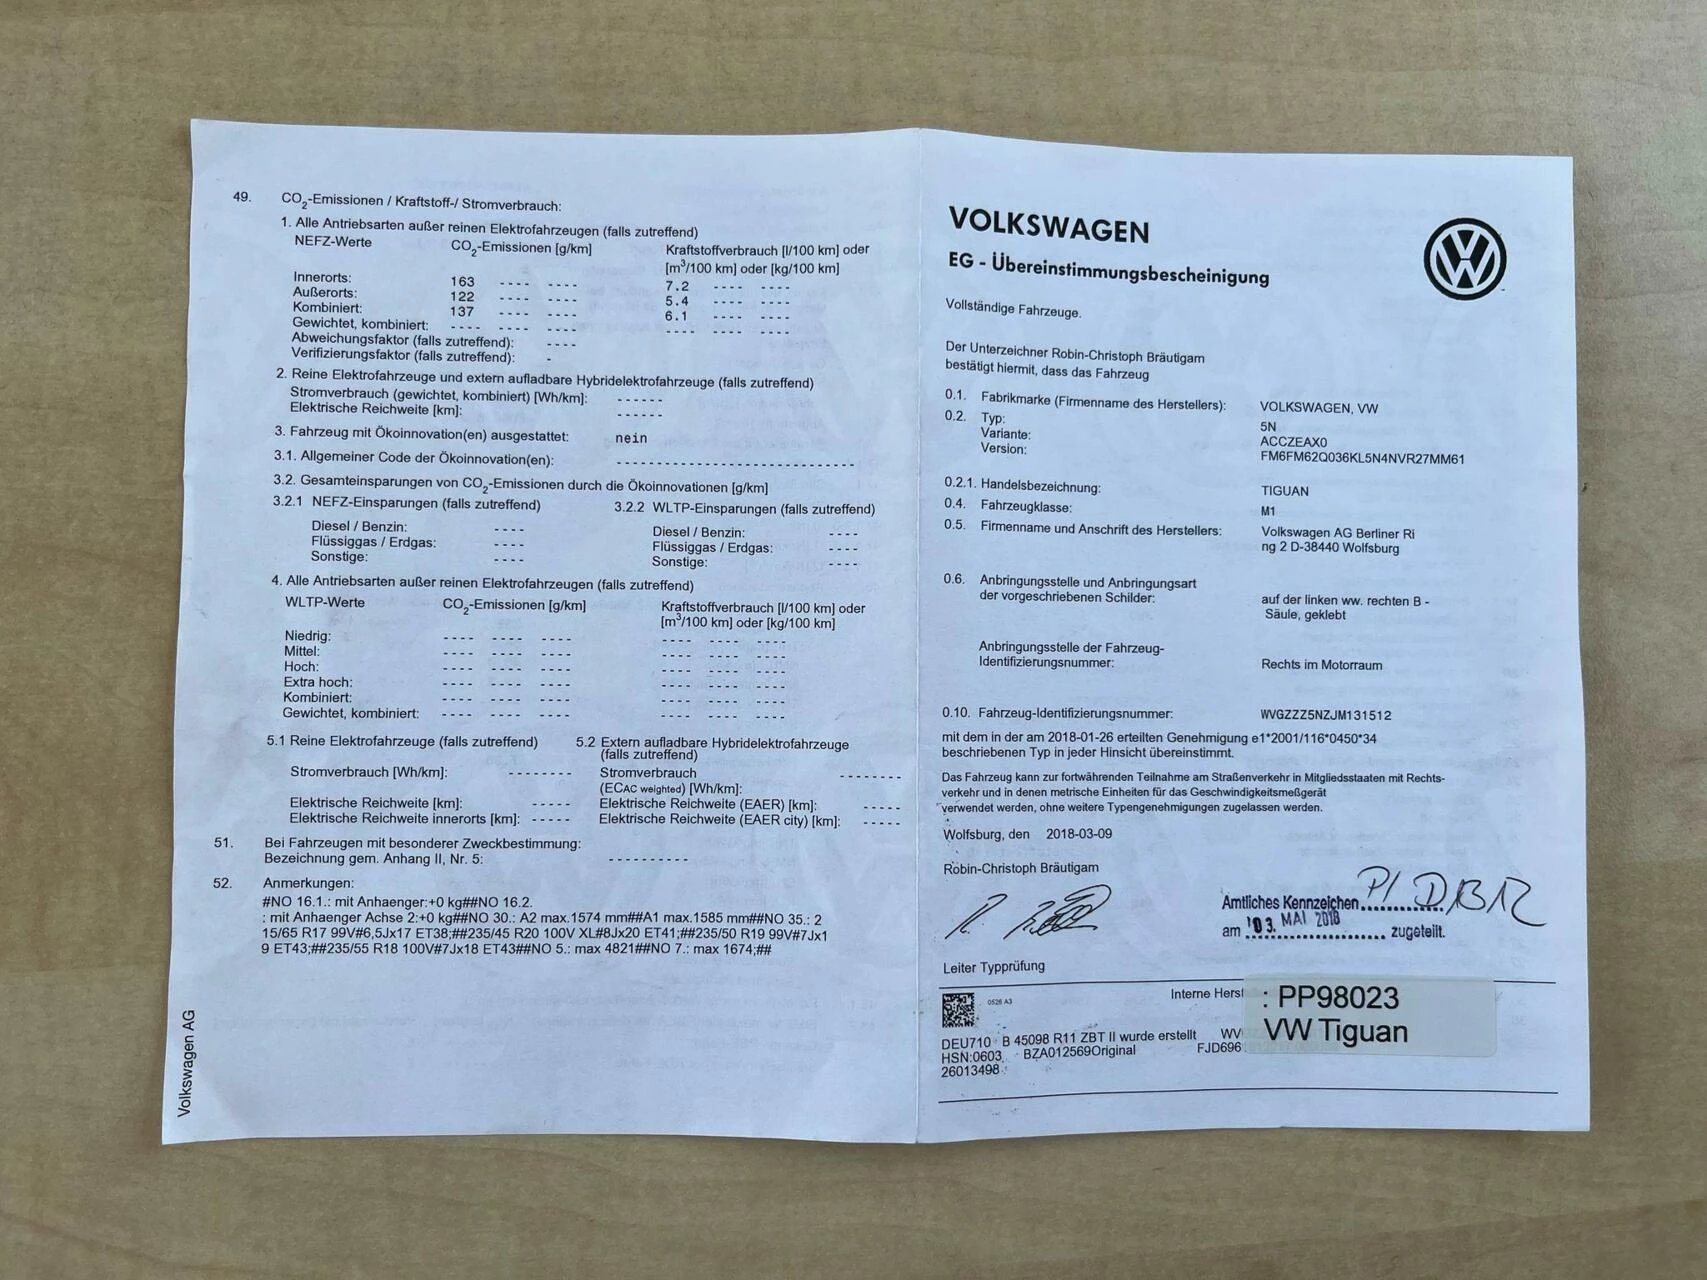 49. CO2-Emissionen / Kraftstoff-/ Stromverbrauch:
1. Alle Antriebsarten außer reinen Elektrofahrzeugen (falls zutreffend)
NEFZ-Werte CO2-Emissionen [g/km] Kraftstoffverbrauch [l/100 km] oder
[m³/100 km] oder [kg/100 km]
Innerorts: 163 ---- ---- 7.2 ---- ----
Außerorts: 122 ---- ---- 5.4 ---- ----
Kombiniert: 137 ---- ---- 6.1 ---- ----
Gewichtet, kombiniert: ---- ---- ---- ---- ---- ----
Abweichungsfaktor (falls zutreffend): ----
Verifizierungsfaktor (falls zutreffend): -
2. Reine Elektrofahrzeuge und extern aufladbare Hybridelektrofahrzeuge (falls zutreffend)
Stromverbrauch (gewichtet, kombiniert) [Wh/km]: ------
Elektrische Reichweite [km]: ------
3. Fahrzeug mit Ökoinnovation(en) ausgestattet: nein
3.1. Allgemeiner Code der Ökoinnovation(en): ------------------------------
3.2. Gesamteinsparungen von CO2-Emissionen durch die Ökoinnovationen [g/km]
3.2.1 NEFZ-Einsparungen (falls zutreffend) 3.2.2 WLTP-Einsparungen (falls zutreffend)
Diesel / Benzin: ---- Diesel / Benzin: ----
Flüssiggas / Erdgas: ---- Flüssiggas / Erdgas: ----
Sonstige: ---- Sonstige: ----
4. Alle Antriebsarten außer reinen Elektrofahrzeugen (falls zutreffend)
WLTP-Werte CO2-Emissionen [g/km] Kraftstoffverbrauch [l/100 km] oder
[m³/100 km] oder [kg/100 km]
Niedrig: ---- ---- ---- ---- ---- ----
Mittel: ---- ---- ---- ---- ---- ----
Hoch: ---- ---- ---- ---- ---- ----
Extra hoch: ---- ---- ---- ---- ---- ----
Kombiniert: ---- ---- ---- ---- ---- ----
Gewichtet, kombiniert: ---- ---- ---- ---- ---- ----
5.1 Reine Elektrofahrzeuge (falls zutreffend) 5.2 Extern aufladbare Hybridelektrofahrzeuge
(falls zutreffend)
Stromverbrauch [Wh/km]: -------- Stromverbrauch --------
(ECAC weighted) [Wh/km]:
Elektrische Reichweite [km]: ----- Elektrische Reichweite (EAER) [km]: -----
Elektrische Reichweite innerorts [km]: ----- Elektrische Reichweite (EAER city) [km]: -----
51. Bei Fahrzeugen mit besonderer Zweckbestimmung:
Bezeichnung gem. Anhang II, Nr. 5: ----------
52. Anmerkungen:
#NO 16.1.: mit Anhaenger:+0 kg##NO 16.2.
: mit Anhaenger Achse 2:+0 kg##NO 30.: A2 max.1574 mm##A1 max.1585 mm##NO 35.: 2
15/65 R17 99V#6,5Jx17 ET38;##235/45 R20 100V XL#8Jx20 ET41;##235/50 R19 99V#7Jx1
9 ET43;##235/55 R18 100V#7Jx18 ET43##NO 5.: max 4821##NO 7.: max 1674;##
Volkswagen AG
VOLKSWAGEN
EG - Übereinstimmungsbescheinigung
Vollständige Fahrzeuge.
Der Unterzeichner Robin-Christoph Bräutigam
bestätigt hiermit, dass das Fahrzeug
0.1. Fabrikmarke (Firmenname des Herstellers): VOLKSWAGEN, VW
0.2. Typ: 5N
Variante: ACCZEAX0
Version: FM6FM62Q036KL5N4NVR27MM61
0.2.1. Handelsbezeichnung: TIGUAN
0.4. Fahrzeugklasse: M1
0.5. Firmenname und Anschrift des Herstellers: Volkswagen AG Berliner Ri
ng 2 D-38440 Wolfsburg
0.6. Anbringungsstelle und Anbringungsart
der vorgeschriebenen Schilder: auf der linken ww. rechten B -
Säule, geklebt
Anbringungsstelle der Fahrzeug-
Identifizierungsnummer: Rechts im Motorraum
0.10. Fahrzeug-Identifizierungsnummer: WVGZZZ5NZJM131512
mit dem in der am 2018-01-26 erteilten Genehmigung e1*2001/116*0450*34
beschriebenen Typ in jeder Hinsicht übereinstimmt.
Das Fahrzeug kann zur fortwährenden Teilnahme am Straßenverkehr in Mitgliedsstaaten mit Rechts-
verkehr und in denen metrische Einheiten für das Geschwindigkeitsmeßgerät
verwendet werden, ohne weitere Typengenehmigungen zugelassen werden.
Wolfsburg, den 2018-03-09
Robin-Christoph Bräutigam
Amtliches Kennzeichen
am 03. MAI 2018 zugeteilt.
Leiter Typprüfung
0526 A3 Interne Herst : PP98023
VW Tiguan
DEU710 B 45098 R11 ZBT II wurde erstellt WV
HSN:0603 BZA012569Original FJD696
26013498